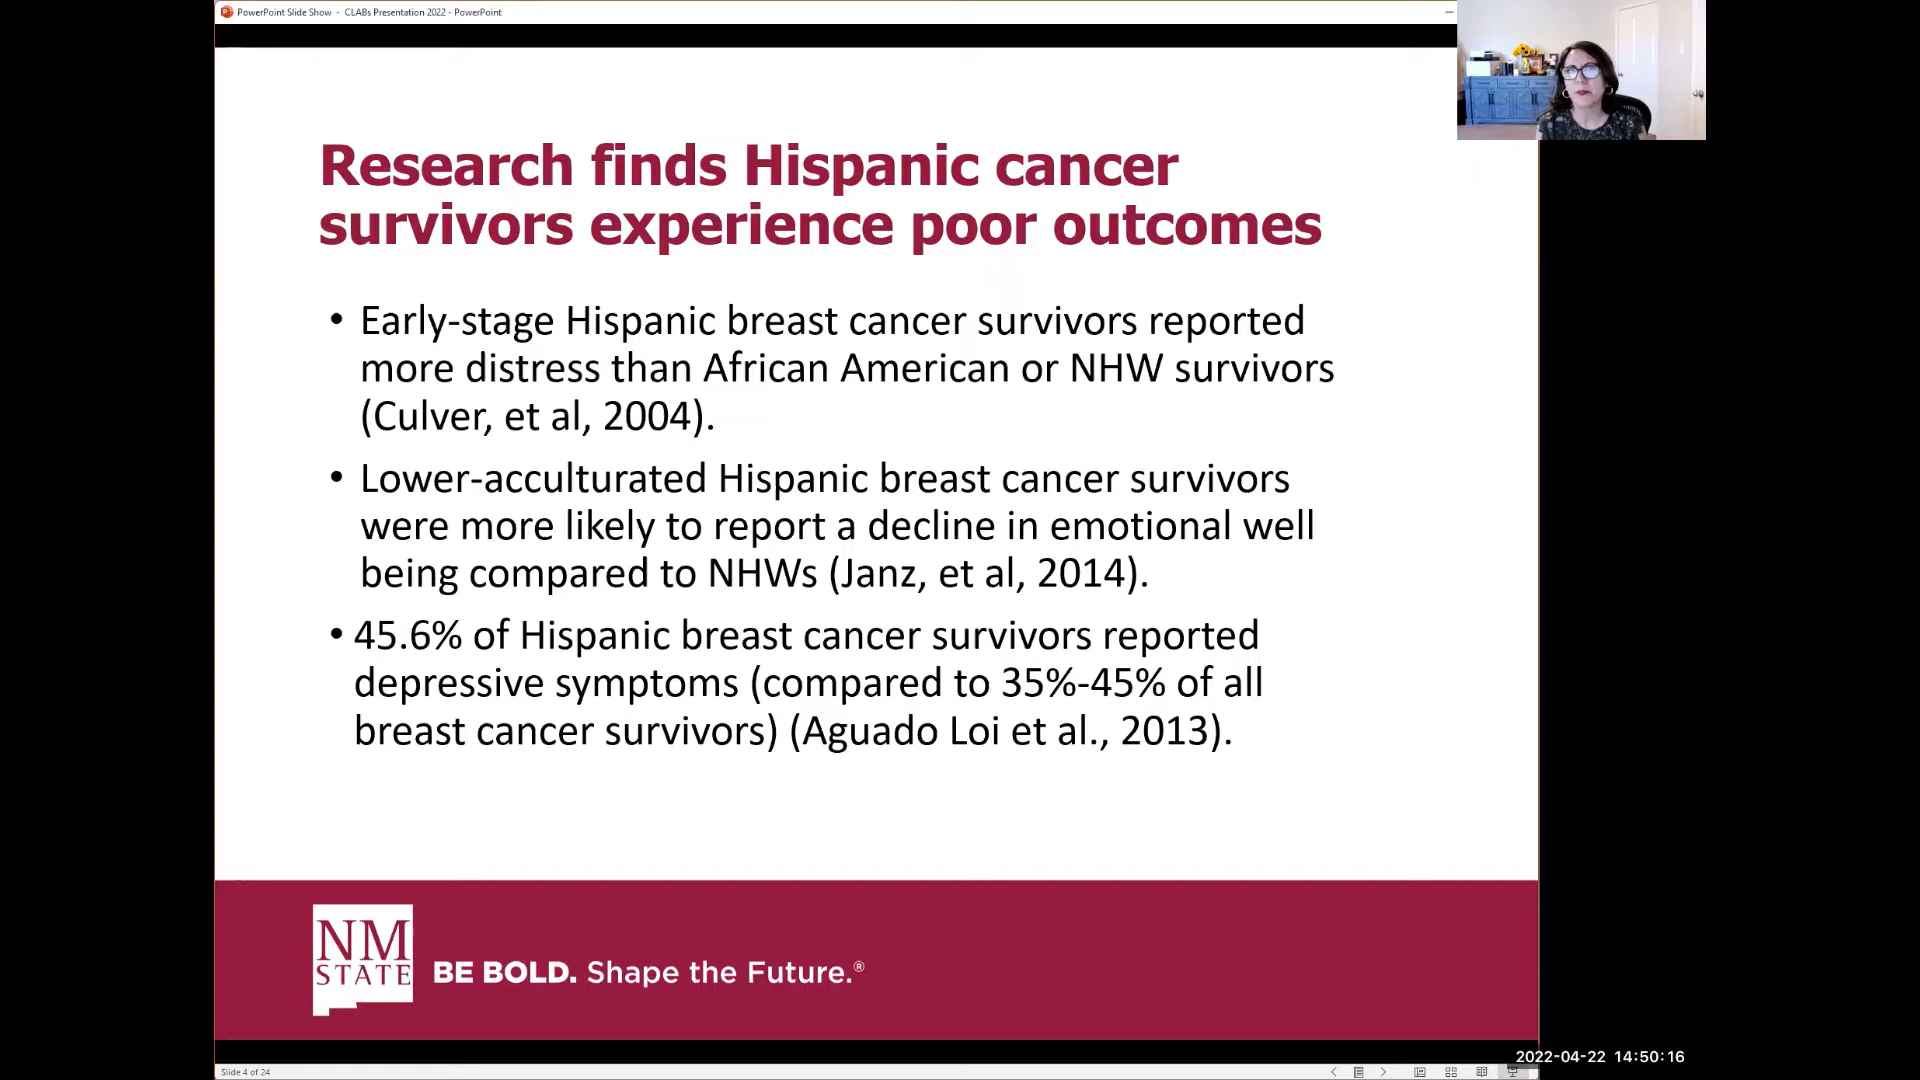 PowerPoint Slide Show - CLABs Presentation 2022 - PowerPoint
Research finds Hispanic cancer
survivors experience poor outcomes
• Early-stage Hispanic breast cancer survivors reported
more distress than African American or NHW survivors
(Culver, et al, 2004).
• Lower-acculturated Hispanic breast cancer survivors
were more likely to report a decline in emotional well
being compared to NHWs (Janz, et al, 2014).
• 45.6% of Hispanic breast cancer survivors reported
depressive symptoms (compared to 35%-45% of all
breast cancer survivors) (Aguado Loi et al., 2013).
NM
STATE
BE BOLD. Shape the Future.®
2022-04-22 14:50:16
Slide 4 of 24